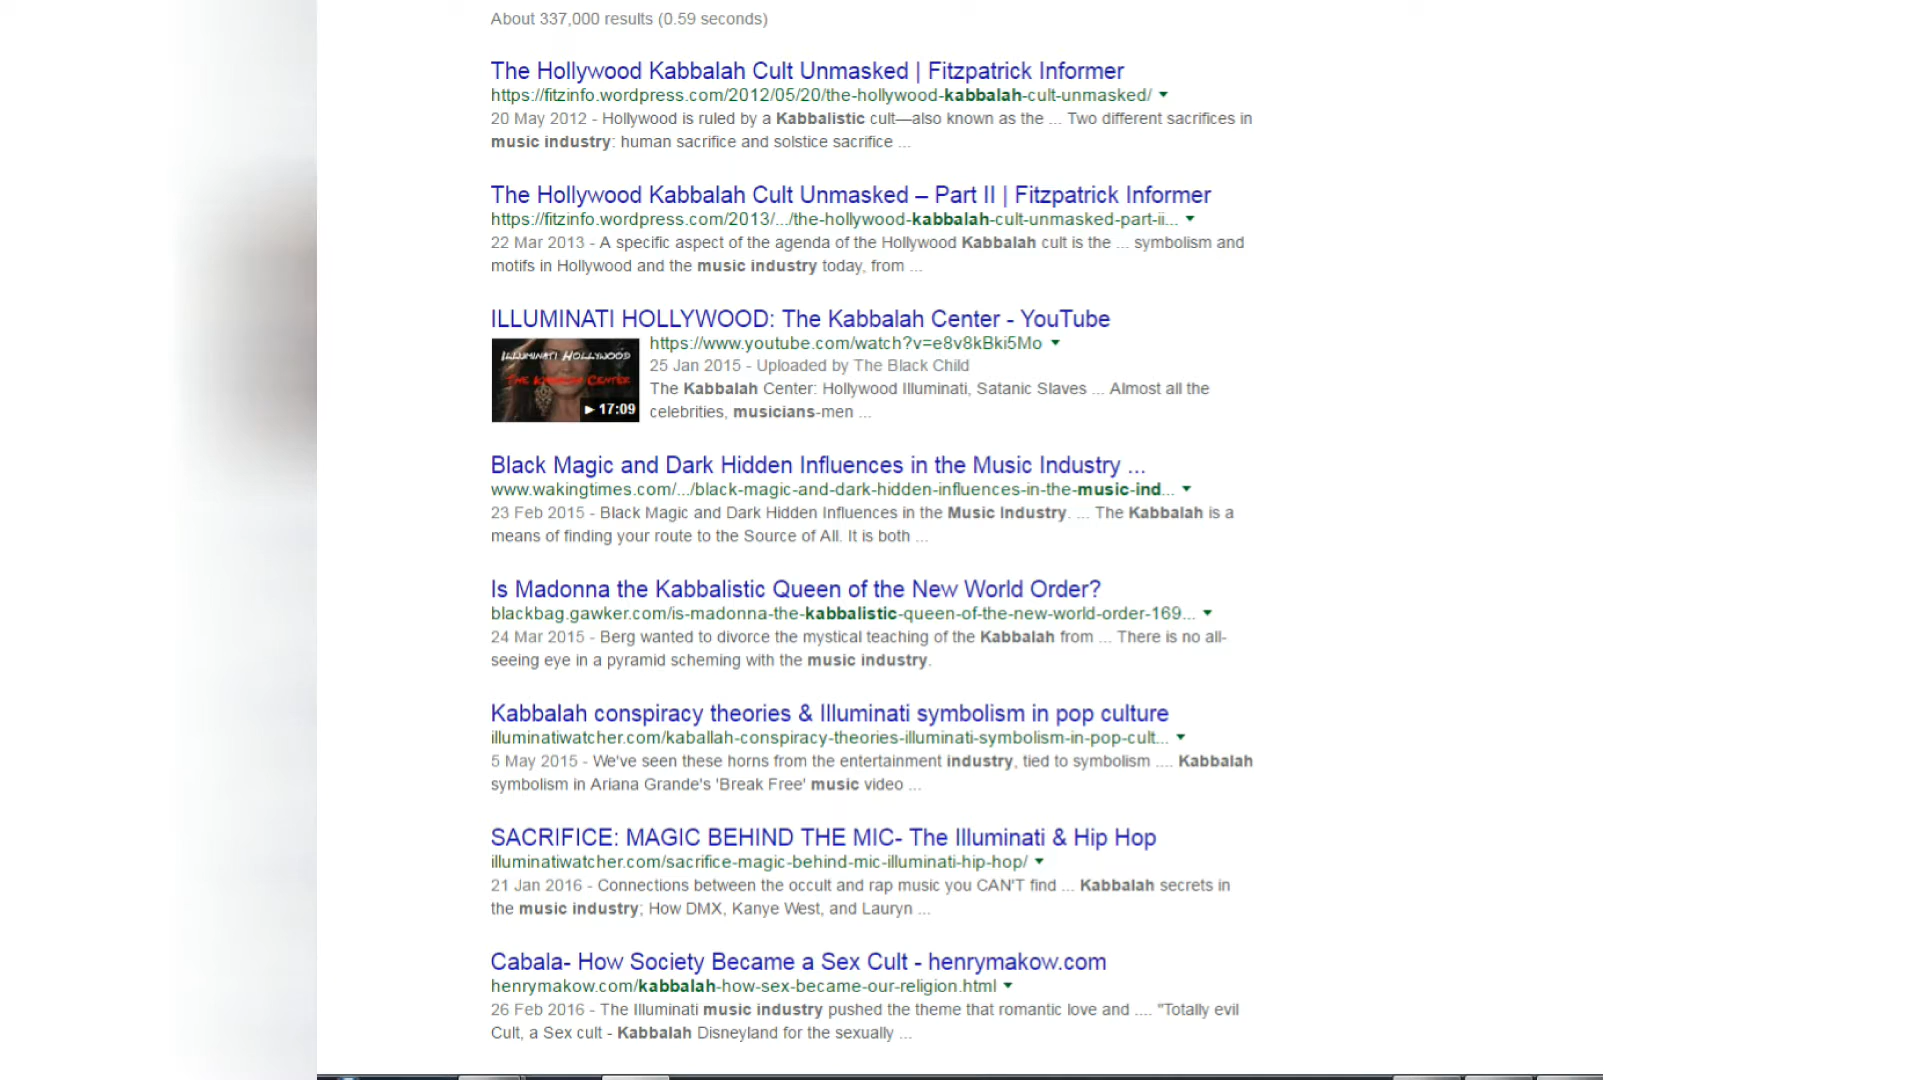 About 337,000 results (0.59 seconds)
The Hollywood Kabbalah Cult Unmasked | Fitzpatrick Informer
https://fitzinfo.wordpress.com/2012/05/20/the-hollywood-kabbalah-cult-unmasked/
20 May 2012 - Hollywood is ruled by a Kabbalistic cult—also known as the ... Two different sacrifices in
music industry: human sacrifice and solstice sacrifice ...
The Hollywood Kabbalah Cult Unmasked – Part II | Fitzpatrick Informer
https://fitzinfo.wordpress.com/2013/.../the-hollywood-kabbalah-cult-unmasked-part-ii...
22 Mar 2013 - A specific aspect of the agenda of the Hollywood Kabbalah cult is the ... symbolism and
motifs in Hollywood and the music industry today, from ...
ILLUMINATI HOLLYWOOD: The Kabbalah Center - YouTube
ILLUMINATI HOLLYWOOD
THE KABBALAH CENTER
17:09
https://www.youtube.com/watch?v=e8v8kBki5Mo
25 Jan 2015 - Uploaded by The Black Child
The Kabbalah Center: Hollywood Illuminati, Satanic Slaves ... Almost all the
celebrities, musicians-men ...
Black Magic and Dark Hidden Influences in the Music Industry ...
www.wakingtimes.com/.../black-magic-and-dark-hidden-influences-in-the-music-ind...
23 Feb 2015 - Black Magic and Dark Hidden Influences in the Music Industry. ... The Kabbalah is a
means of finding your route to the Source of All. It is both ...
Is Madonna the Kabbalistic Queen of the New World Order?
blackbag.gawker.com/is-madonna-the-kabbalistic-queen-of-the-new-world-order-169...
24 Mar 2015 - Berg wanted to divorce the mystical teaching of the Kabbalah from ... There is no all-
seeing eye in a pyramid scheming with the music industry.
Kabbalah conspiracy theories & Illuminati symbolism in pop culture
illuminatiwatcher.com/kaballah-conspiracy-theories-illuminati-symbolism-in-pop-cult...
5 May 2015 - We've seen these horns from the entertainment industry, tied to symbolism .... Kabbalah
symbolism in Ariana Grande's 'Break Free' music video ...
SACRIFICE: MAGIC BEHIND THE MIC- The Illuminati & Hip Hop
illuminatiwatcher.com/sacrifice-magic-behind-mic-illuminati-hip-hop/
21 Jan 2016 - Connections between the occult and rap music you CAN'T find ... Kabbalah secrets in
the music industry; How DMX, Kanye West, and Lauryn ...
Cabala- How Society Became a Sex Cult - henrymakow.com
henrymakow.com/kabbalah-how-sex-became-our-religion.html
26 Feb 2016 - The Illuminati music industry pushed the theme that romantic love and .... "Totally evil
Cult, a Sex cult - Kabbalah Disneyland for the sexually ...